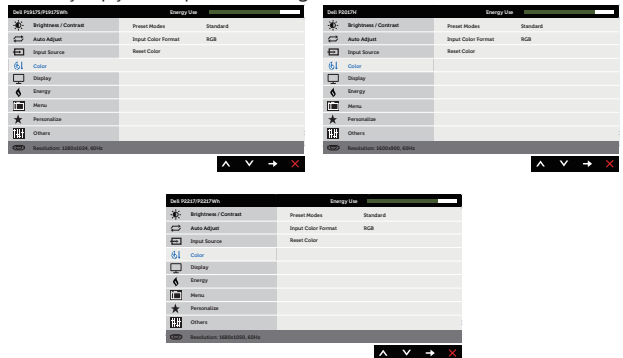 Dell P1917S/P1917SWh Energy Use
Brightness / Contrast Preset Modes Standard
Auto Adjust Input Color Format RGB
Input Source Reset Color
Color
Display
Energy
Menu
Personalize
Others
Resolution: 1280x1024, 60Hz
Dell P2017H Energy Use
Brightness / Contrast Preset Modes Standard
Auto Adjust Input Color Format RGB
Input Source Reset Color
Color
Display
Energy
Menu
Personalize
Others
Resolution: 1600x900, 60Hz
Dell P2217/P2217Wh Energy Use
Brightness / Contrast Preset Modes Standard
Auto Adjust Input Color Format RGB
Input Source Reset Color
Color
Display
Energy
Menu
Personalize
Others
Resolution: 1680x1050, 60Hz